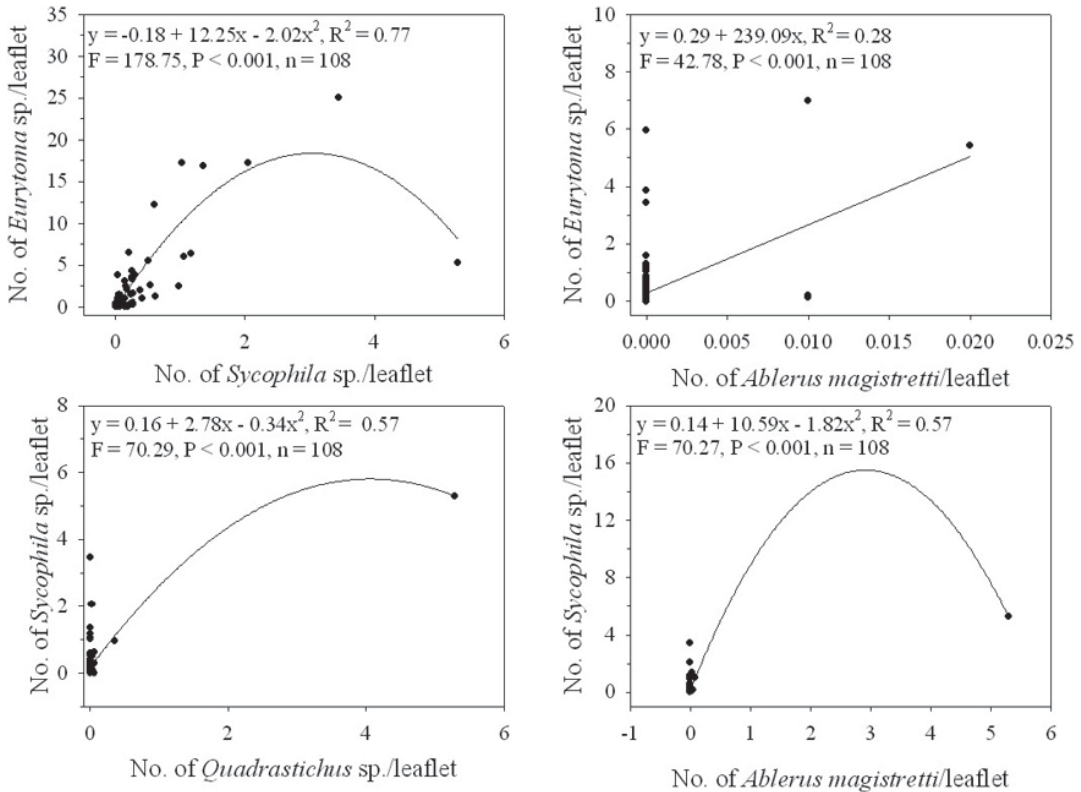 y = -0.18 + 12.25x - 2.02x², R² = 0.77
F = 178.75, P < 0.001, n = 108
No. of Eurytoma sp./leaflet
35
30
25
20
15
10
5
0
0
2
4
6
No. of Sycophila sp./leaflet
y = 0.29 + 239.09x, R² = 0.28
F = 42.78, P < 0.001, n = 108
No. of Eurytoma sp./leaflet
10
8
6
4
2
0
0.000
0.005
0.010
0.015
0.020
0.025
No. of Ablerus magistretti/leaflet
y = 0.16 + 2.78x - 0.34x², R² = 0.57
F = 70.29, P < 0.001, n = 108
No. of Sycophila sp./leaflet
8
6
4
2
0
0
2
4
6
No. of Quadrastichus sp./leaflet
y = 0.14 + 10.59x - 1.82x², R² = 0.57
F = 70.27, P < 0.001, n = 108
No. of Sycophila sp./leaflet
20
16
12
8
4
0
-1
0
1
2
3
4
5
6
No. of Ablerus magistretti/leaflet